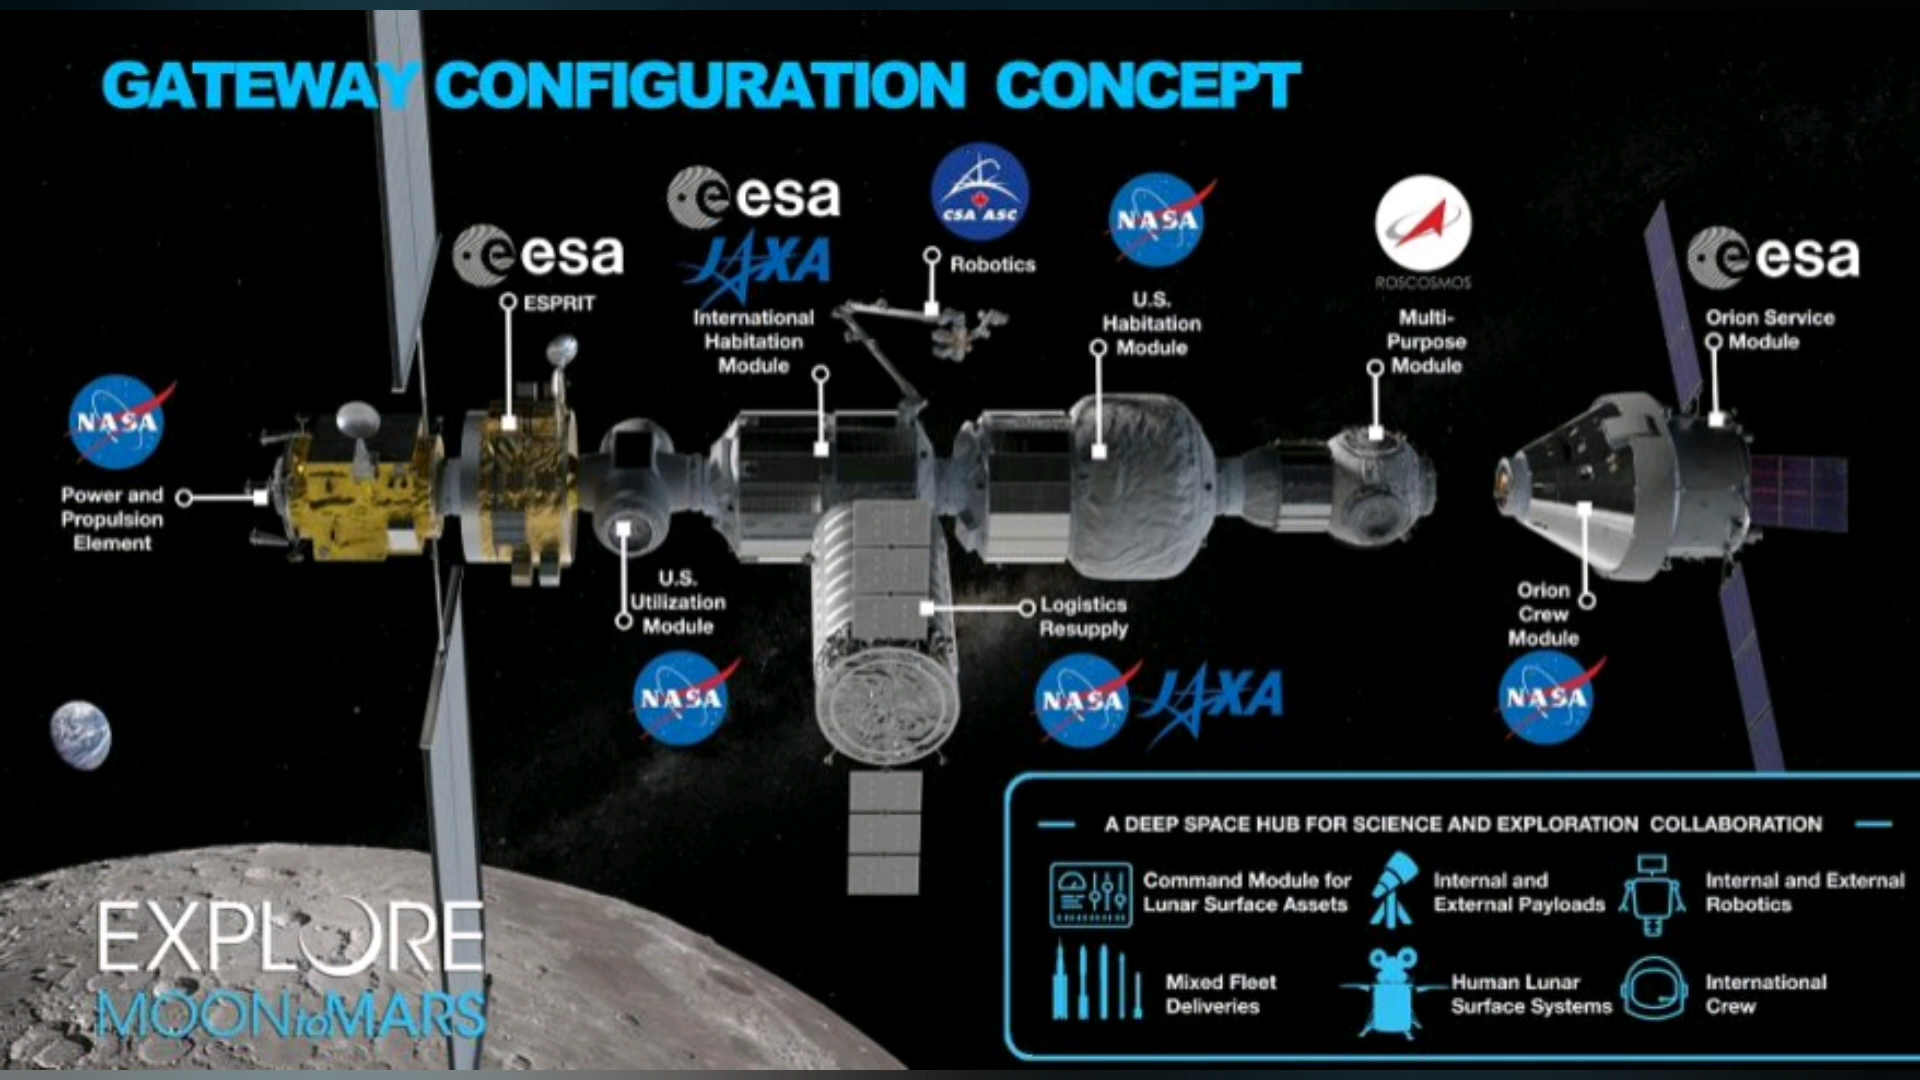 GATEWAY CONFIGURATION CONCEPT
esa
ESPRIT
esa
JAXA
International
Habitation
Module
CSA ASC
Robotics
NASA
U.S.
Habitation
Module
ROSCOSMOS
Multi-
Purpose
Module
esa
Orion Service
Module
NASA
Power and
Propulsion
Element
U.S.
Utilization
Module
NASA
Logistics
Resupply
NASA JAXA
Orion
Crew
Module
NASA
A DEEP SPACE HUB FOR SCIENCE AND EXPLORATION COLLABORATION
Command Module for
Lunar Surface Assets
Internal and
External Payloads
Internal and External
Robotics
Mixed Fleet
Deliveries
Human Lunar
Surface Systems
International
Crew
EXPLORE
MOON to MARS